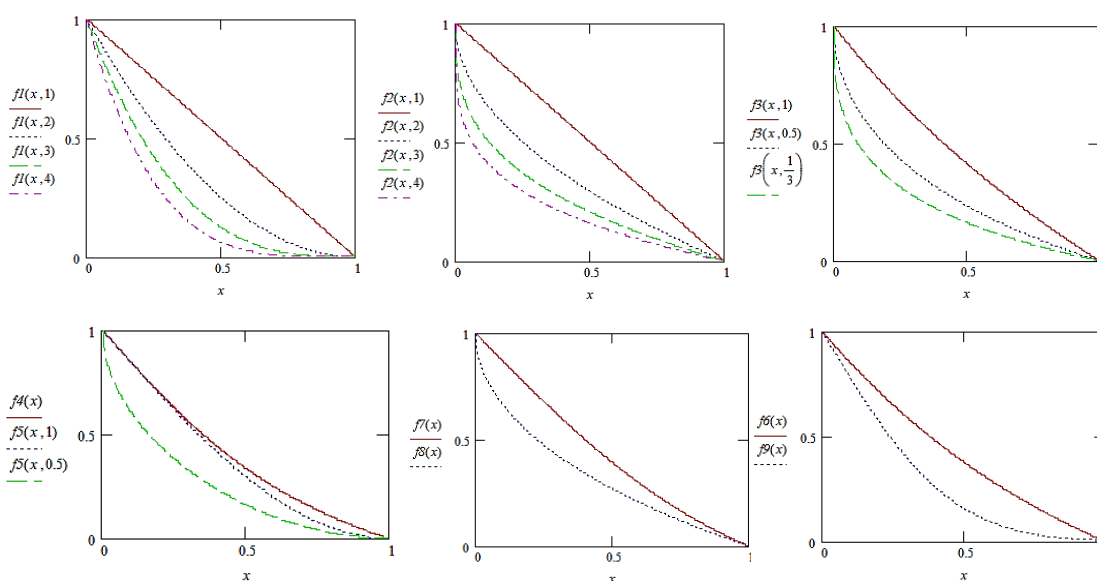 f1(x,1)
f1(x,2)
f1(x,3)
f1(x,4)
1
0.5
0
0
0.5
1
x
f2(x,1)
f2(x,2)
f2(x,3)
f2(x,4)
1
0.5
0
0
0.5
1
x
f3(x,1)
f3(x,0.5)
f3(x,1/3)
1
0.5
0
0
0.5
x
f4(x)
f5(x,1)
f5(x,0.5)
1
0.5
0
0
0.5
1
x
f7(x)
f8(x)
1
0.5
0
0
0.5
1
x
f6(x)
f9(x)
1
0.5
0
0
0.5
x